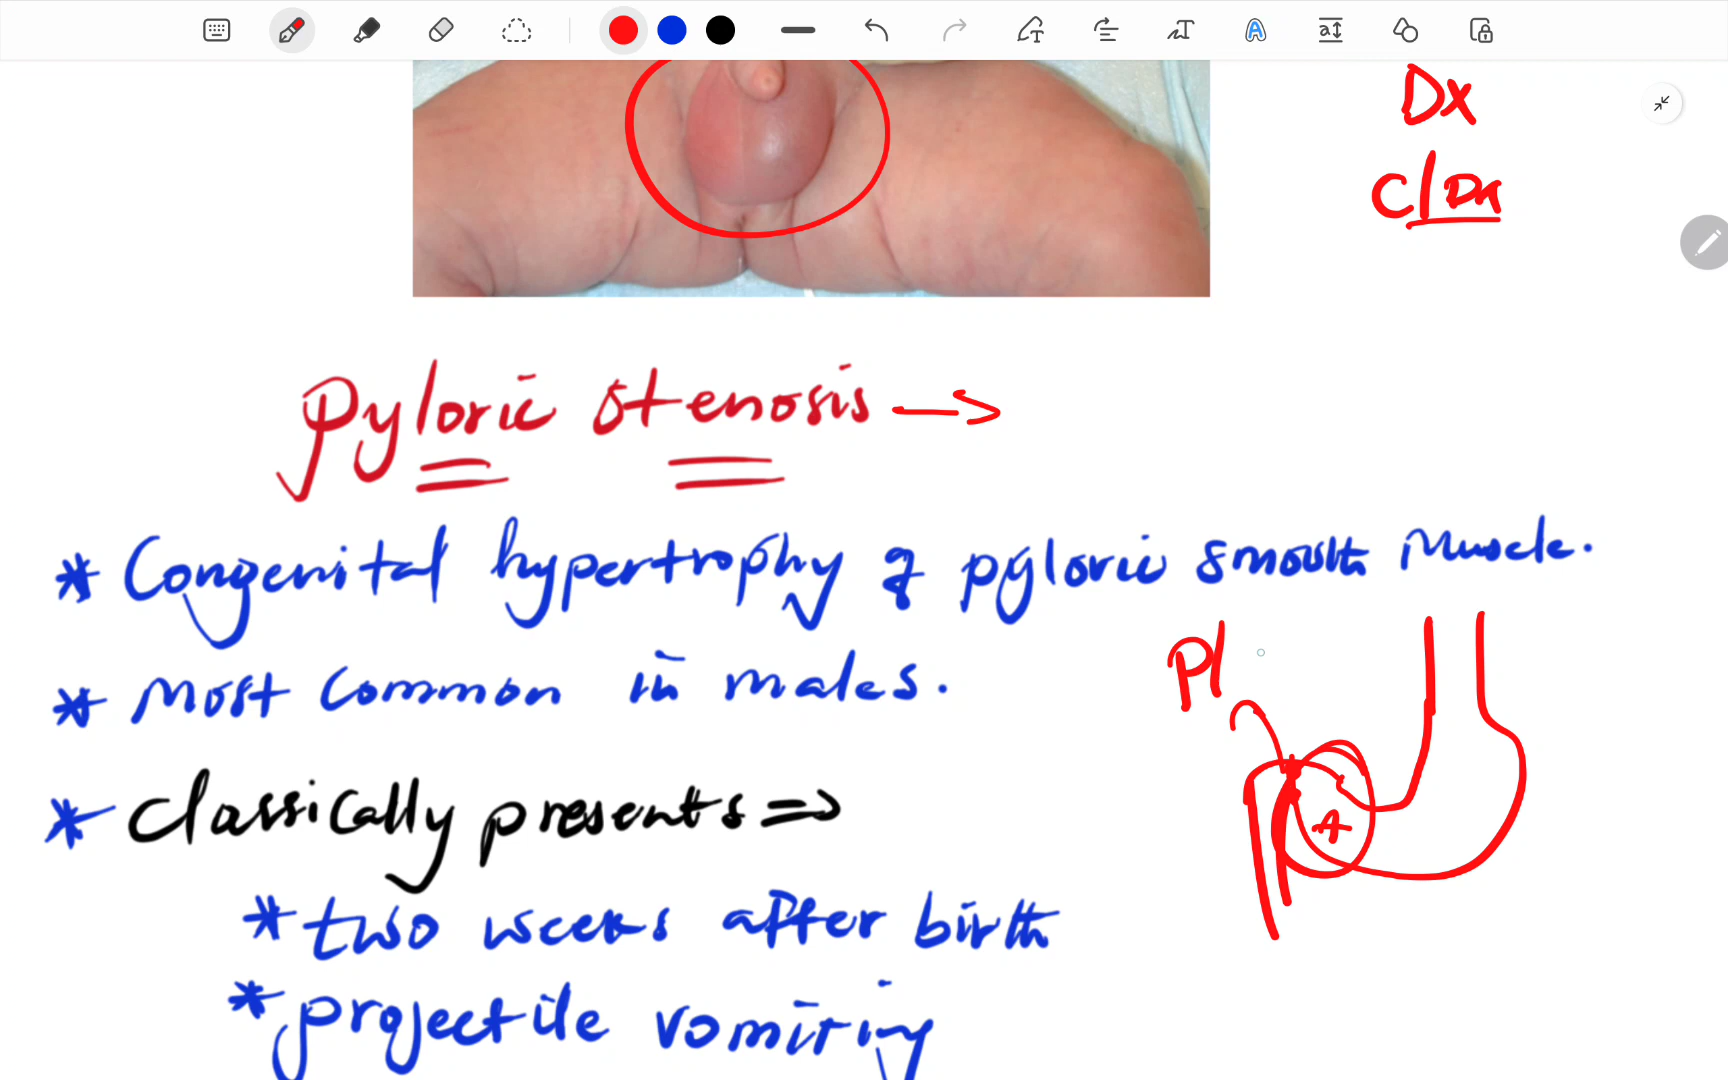 Dx
C/Dx
Pyloric stenosis →
* Congenital hypertrophy of pyloric smooth muscle.
P/
* Most common in males.
A
* Classically presents ⇒
* two weeks after birth
* projectile vomiting